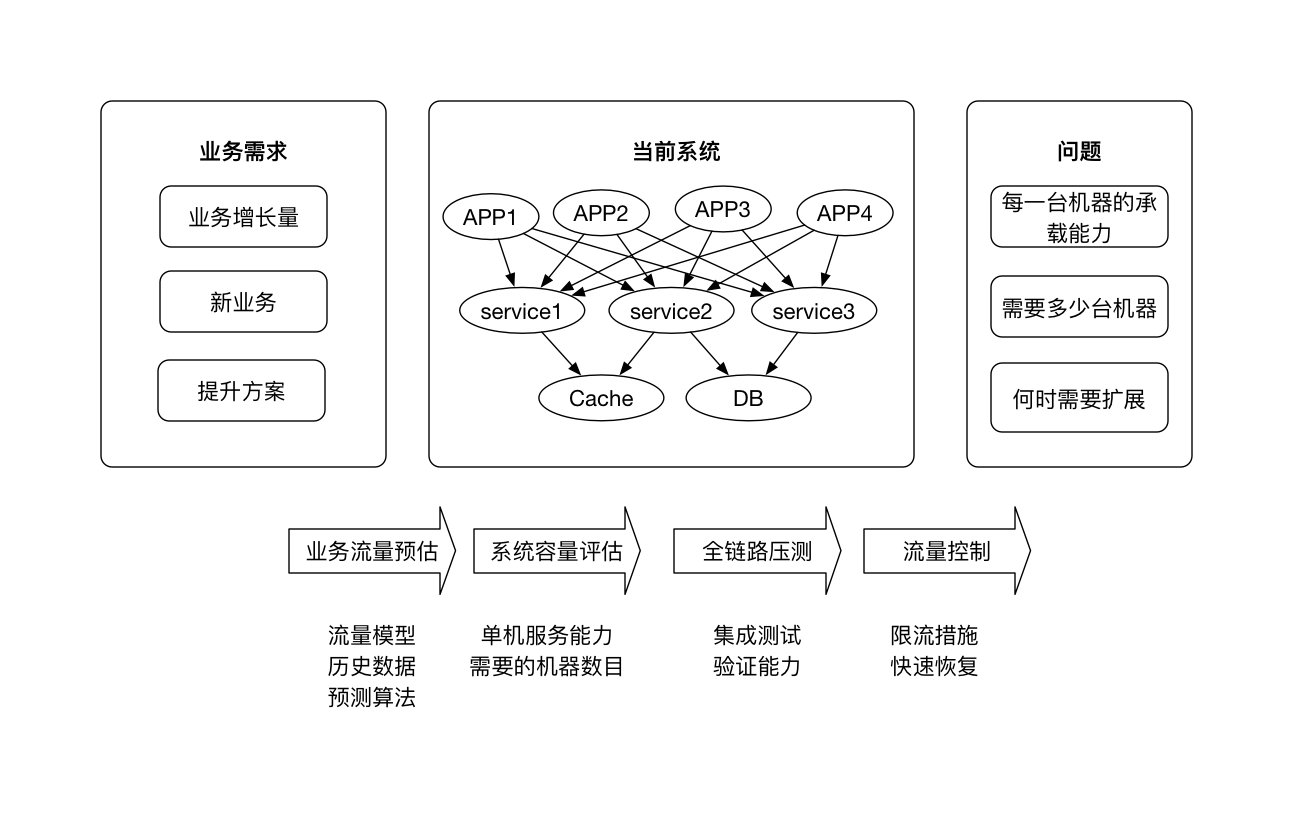 业务需求
业务增长量
新业务
提升方案
当前系统
APP1
APP2
APP3
APP4
service1
service2
service3
Cache
DB
问题
每一台机器的承
载能力
需要多少台机器
何时需要扩展
业务流量预估
系统容量评估
全链路压测
流量控制
流量模型
历史数据
预测算法
单机服务能力
需要的机器数目
集成测试
验证能力
限流措施
快速恢复